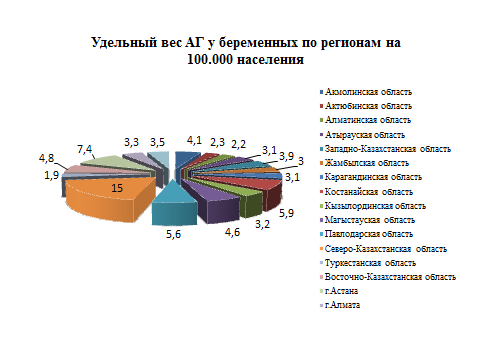 Удельный вес АГ у беременных по регионам на
100.000 населения
4,1
2,3
2,2
3,1
3,9
3
3,1
5,9
3,2
4,6
5,6
15
1,9
4,8
7,4
3,3
3,5
Акмолинская область
Актюбинская область
Алматинская область
Атырауская область
Западно-Казахстанская область
Жамбылская область
Карагандинская область
Костанайская область
Кызылординская область
Магыстауская область
Павлодарская область
Северо-Казахстанская область
Туркестанская область
Восточно-Казахстанская область
г.Астана
г.Алмата